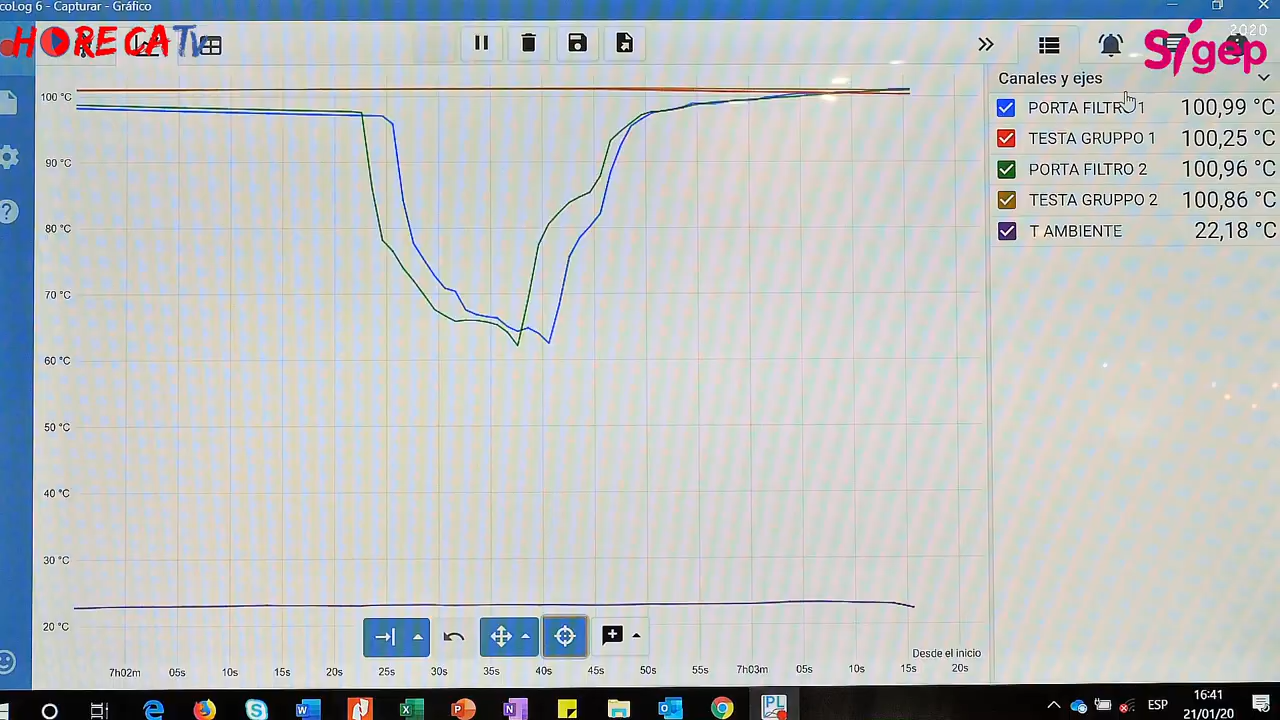 coLog 6 - Capturar - Gráfico
HORECATv
2020
Sigep
Canales y ejes
PORTA FILTRO 1 100,99 °C
TESTA GRUPPO 1 100,25 °C
PORTA FILTRO 2 100,96 °C
TESTA GRUPPO 2 100,86 °C
T AMBIENTE 22,18 °C
100 °C
90 °C
80 °C
70 °C
60 °C
50 °C
40 °C
30 °C
20 °C
Desde el inicio
7h02m 05s 10s 15s 20s 25s 30s 35s 40s 45s 50s 55s 7h03m 05s 10s 15s 20s
ESP
16:41
21/01/20